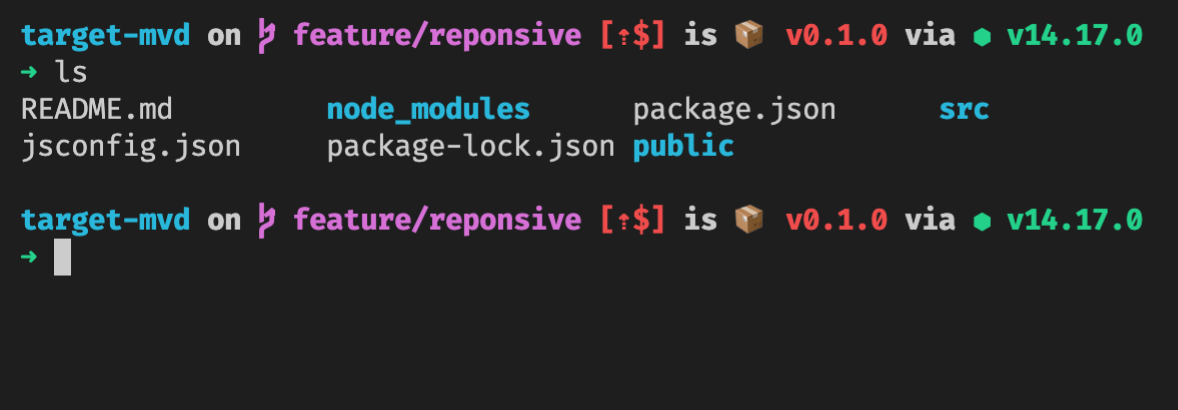 target-mvd on feature/reponsive [⇡$] is 📦 v0.1.0 via ⬢ v14.17.0
➜ ls
README.md node_modules package.json src
jsconfig.json package-lock.json public
target-mvd on feature/reponsive [⇡$] is 📦 v0.1.0 via ⬢ v14.17.0
➜